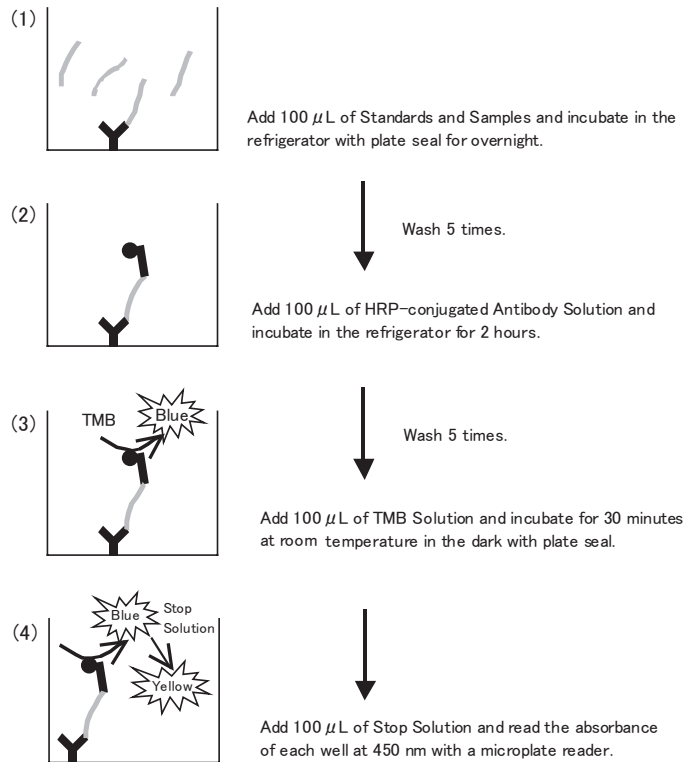 (1)
Add 100 μL of Standards and Samples and incubate in the
refrigerator with plate seal for overnight.
Wash 5 times.
(2)
Add 100 μL of HRP-conjugated Antibody Solution and
incubate in the refrigerator for 2 hours.
Wash 5 times.
(3)
TMB
Blue
Add 100 μL of TMB Solution and incubate for 30 minutes
at room temperature in the dark with plate seal.
(4)
Blue
Stop
Solution
Yellow
Add 100 μL of Stop Solution and read the absorbance
of each well at 450 nm with a microplate reader.